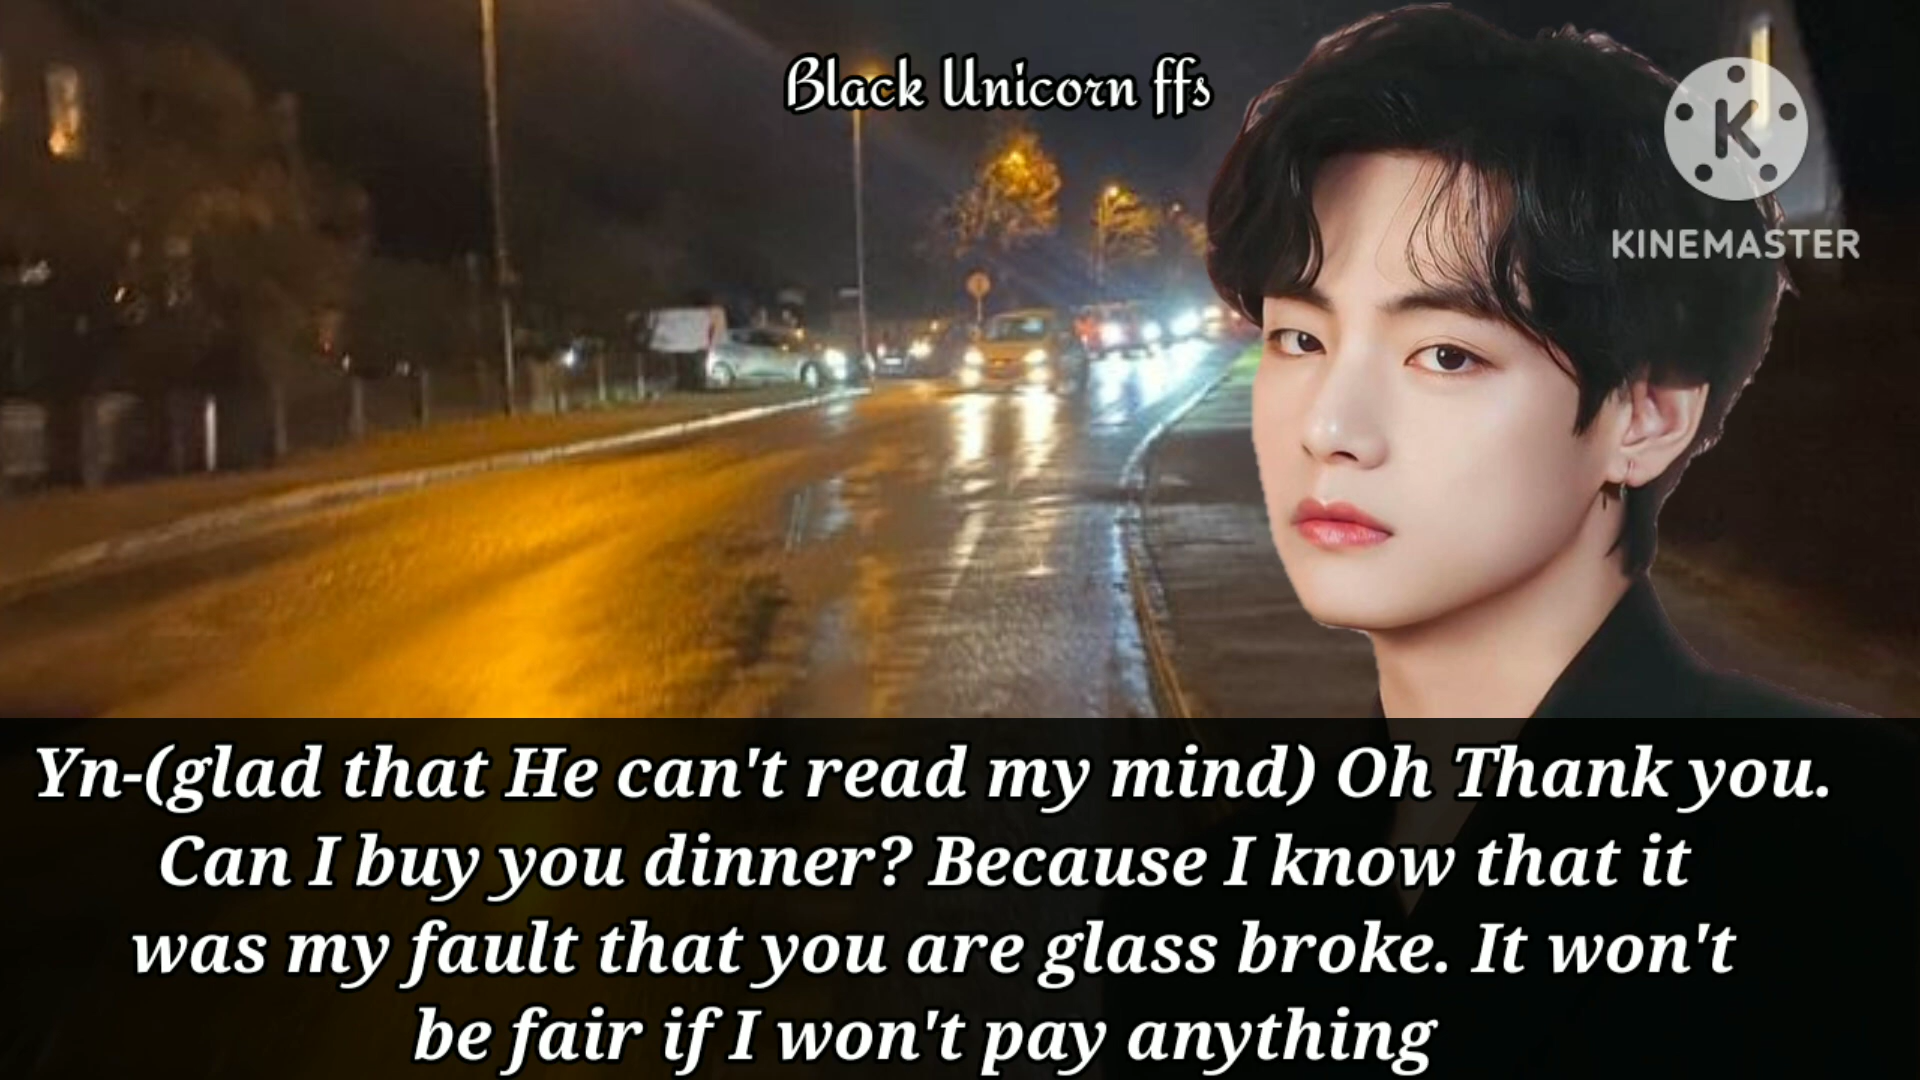 Black Unicorn ffs
KINEMASTER
Yn-(glad that He can't read my mind) Oh Thank you.
Can I buy you dinner? Because I know that it
was my fault that you are glass broke. It won't
be fair if I won't pay anything